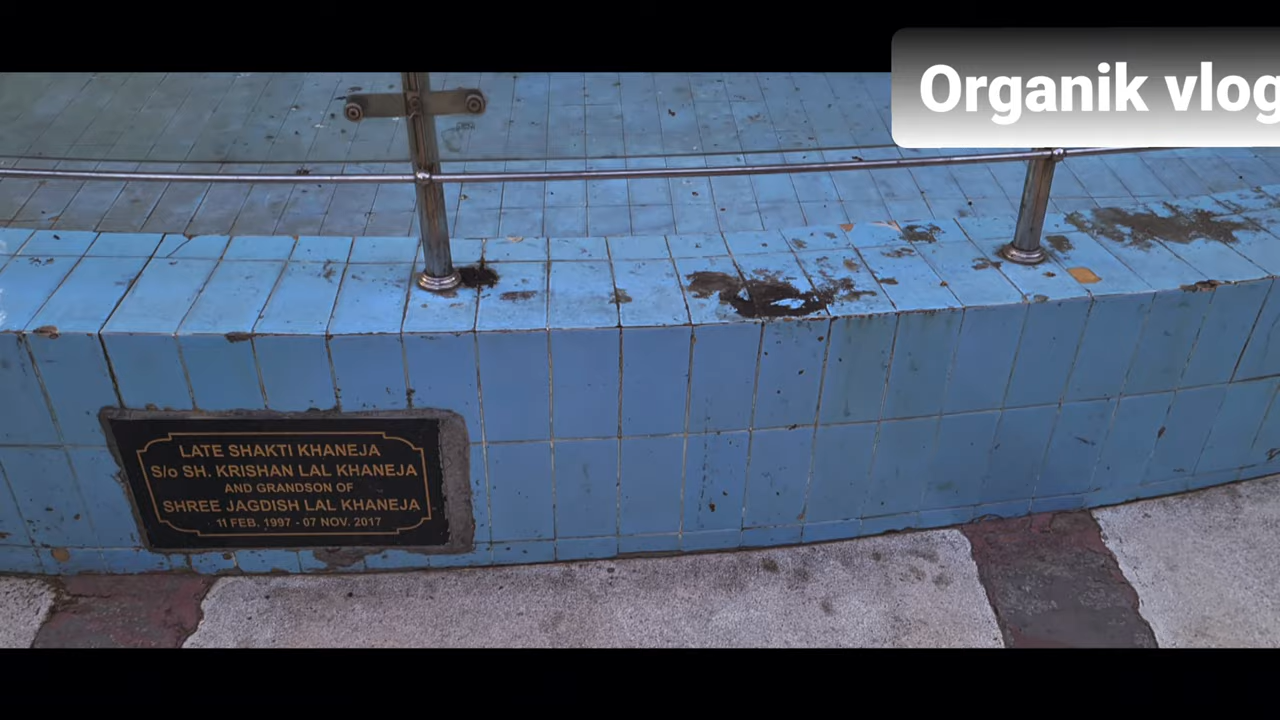 Organik vlog
LATE SHAKTI KHANEJA
S/o SH. KRISHAN LAL KHANEJA
AND GRANDSON OF
SHREE JAGDISH LAL KHANEJA
11 FEB. 1997 - 07 NOV. 2017